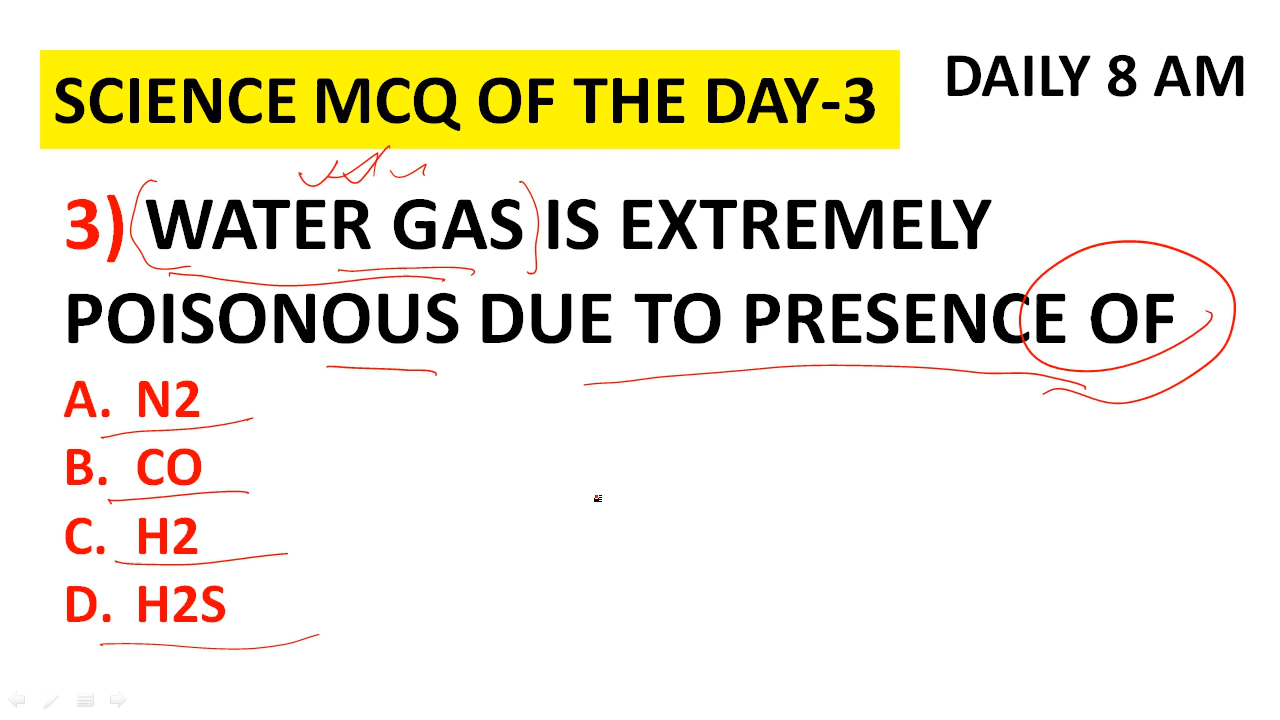 SCIENCE MCQ OF THE DAY-3
DAILY 8 AM
3) WATER GAS IS EXTREMELY
POISONOUS DUE TO PRESENCE OF
A. N2
B. CO
C. H2
D. H2S